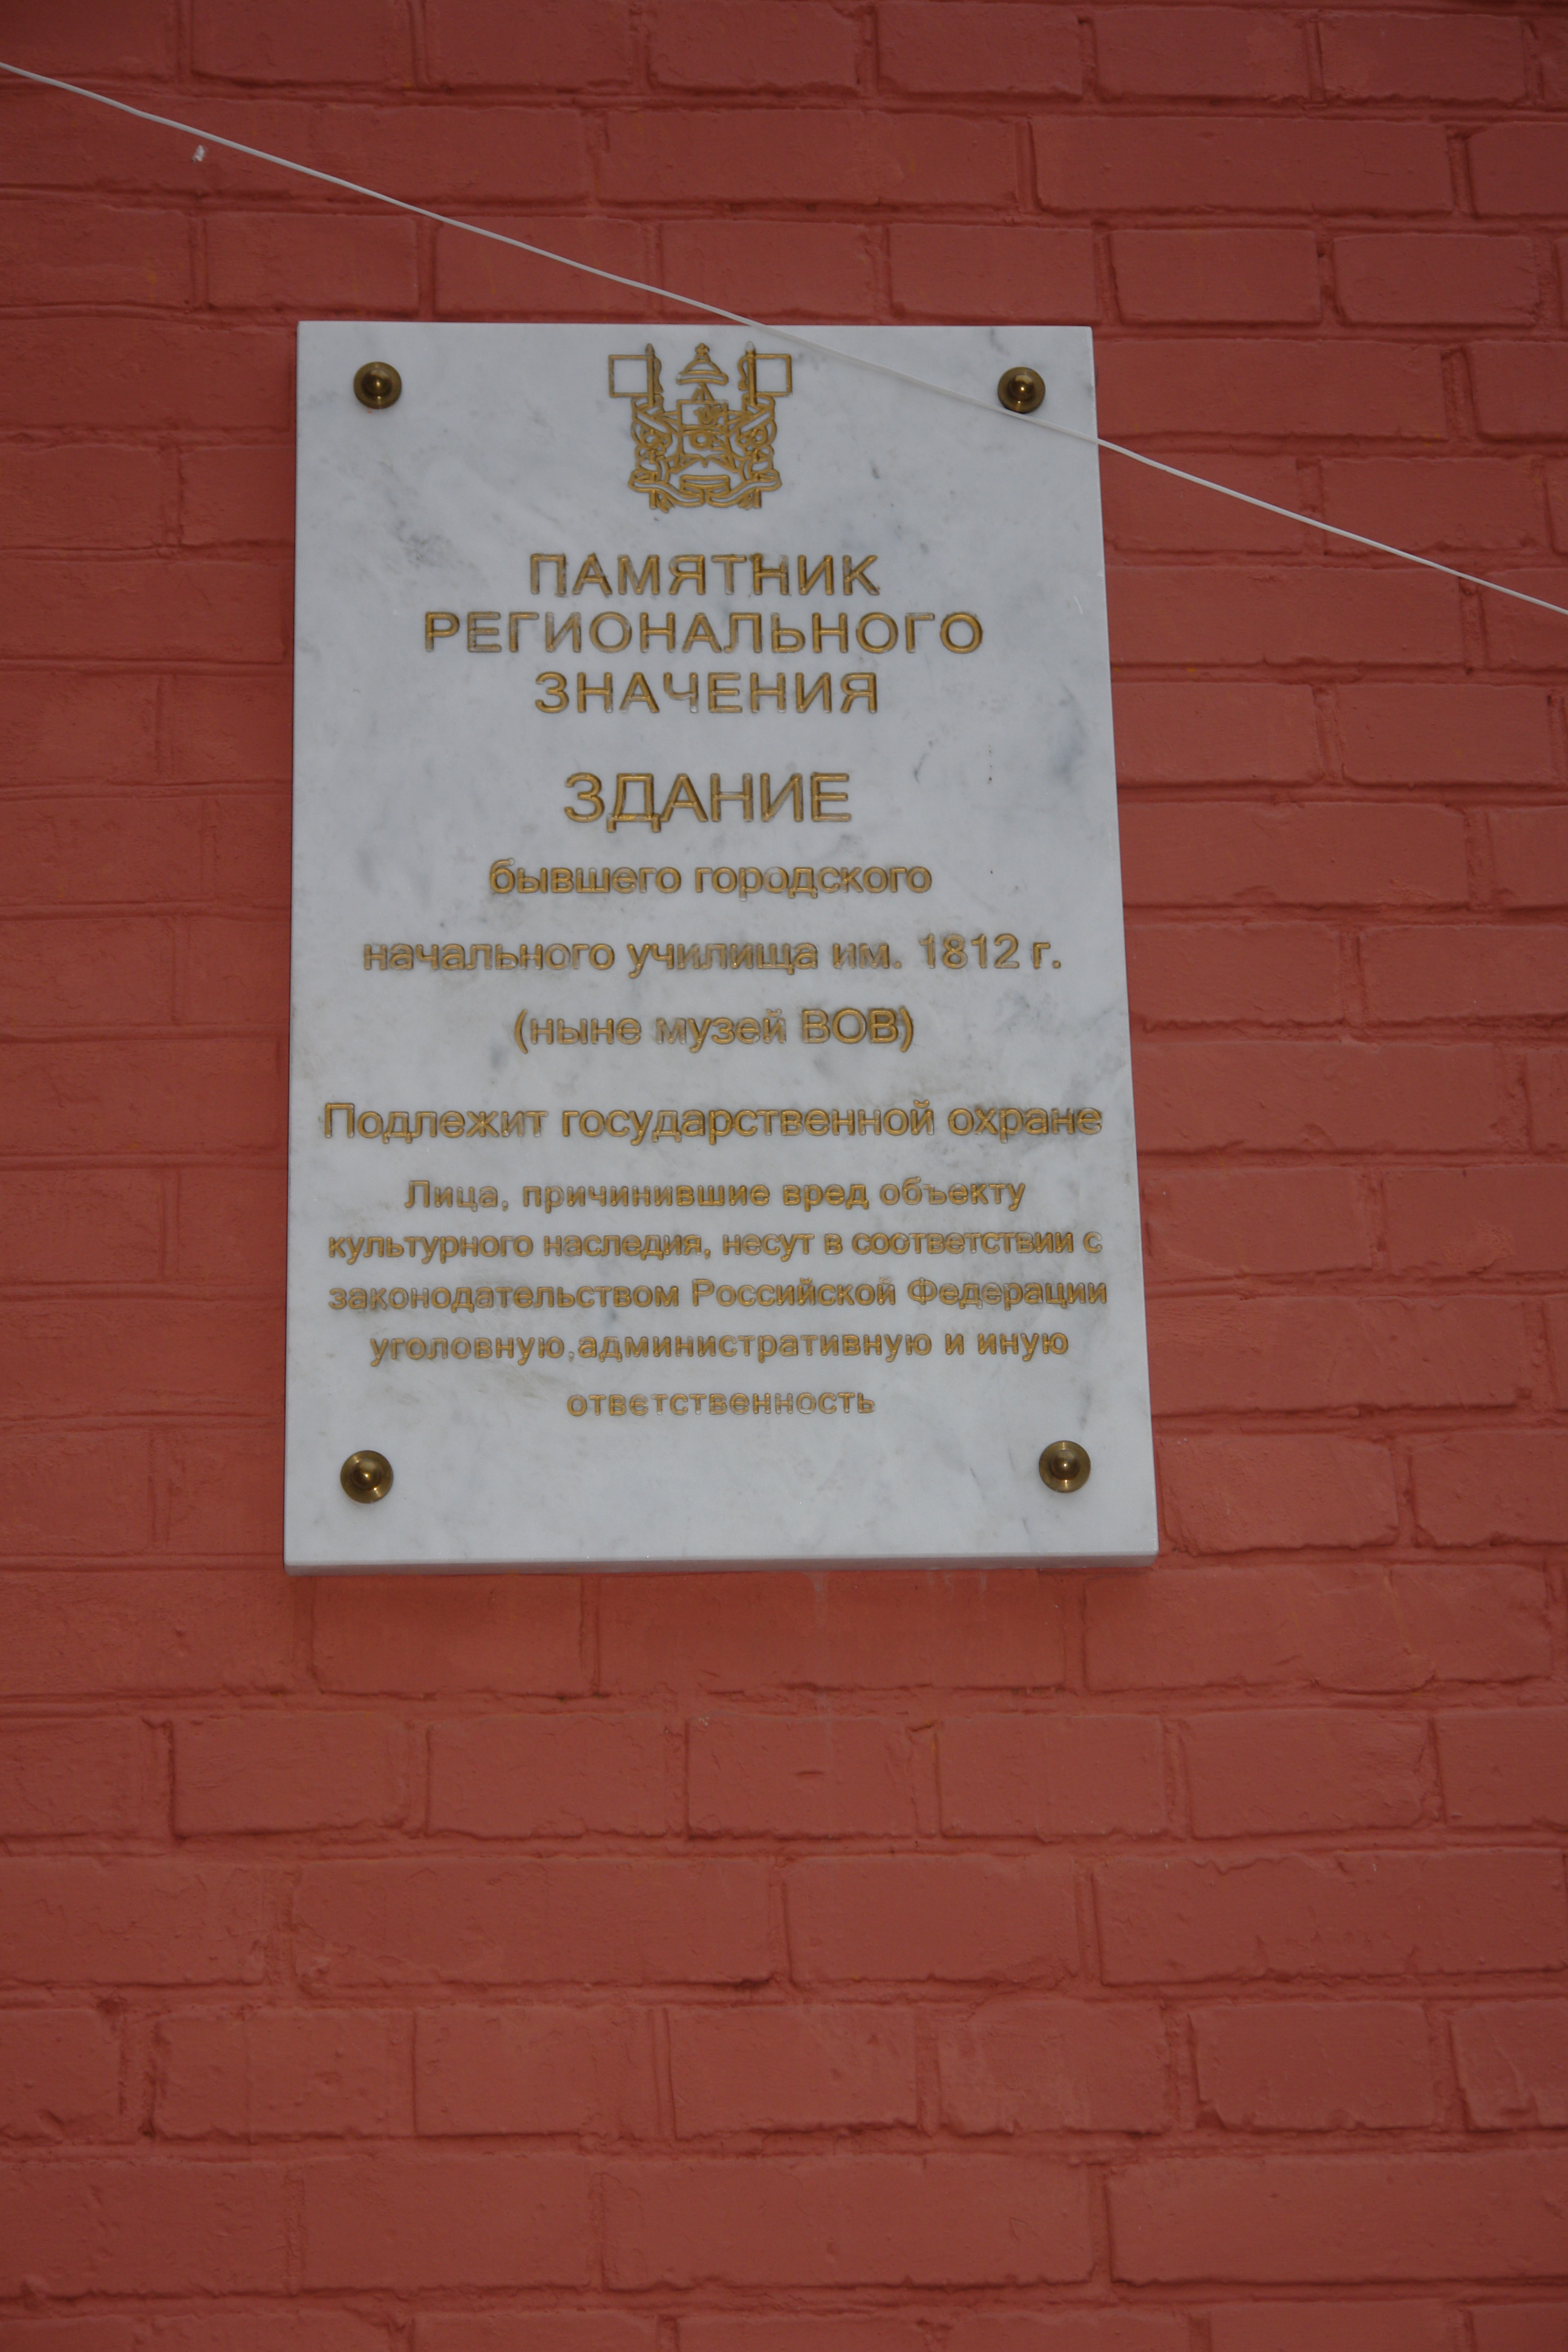 ПАМЯТНИК
РЕГИОНАЛЬНОГО
ЗНАЧЕНИЯ
ЗДАНИЕ
бывшего городского
начального училища им. 1812 г.
(ныне музей ВОВ)
Подлежит государственной охране
Лица, причинившие вред объекту
культурного наследия, несут в соответствии с
законодательством Российской Федерации
уголовную,административную и иную
ответственность